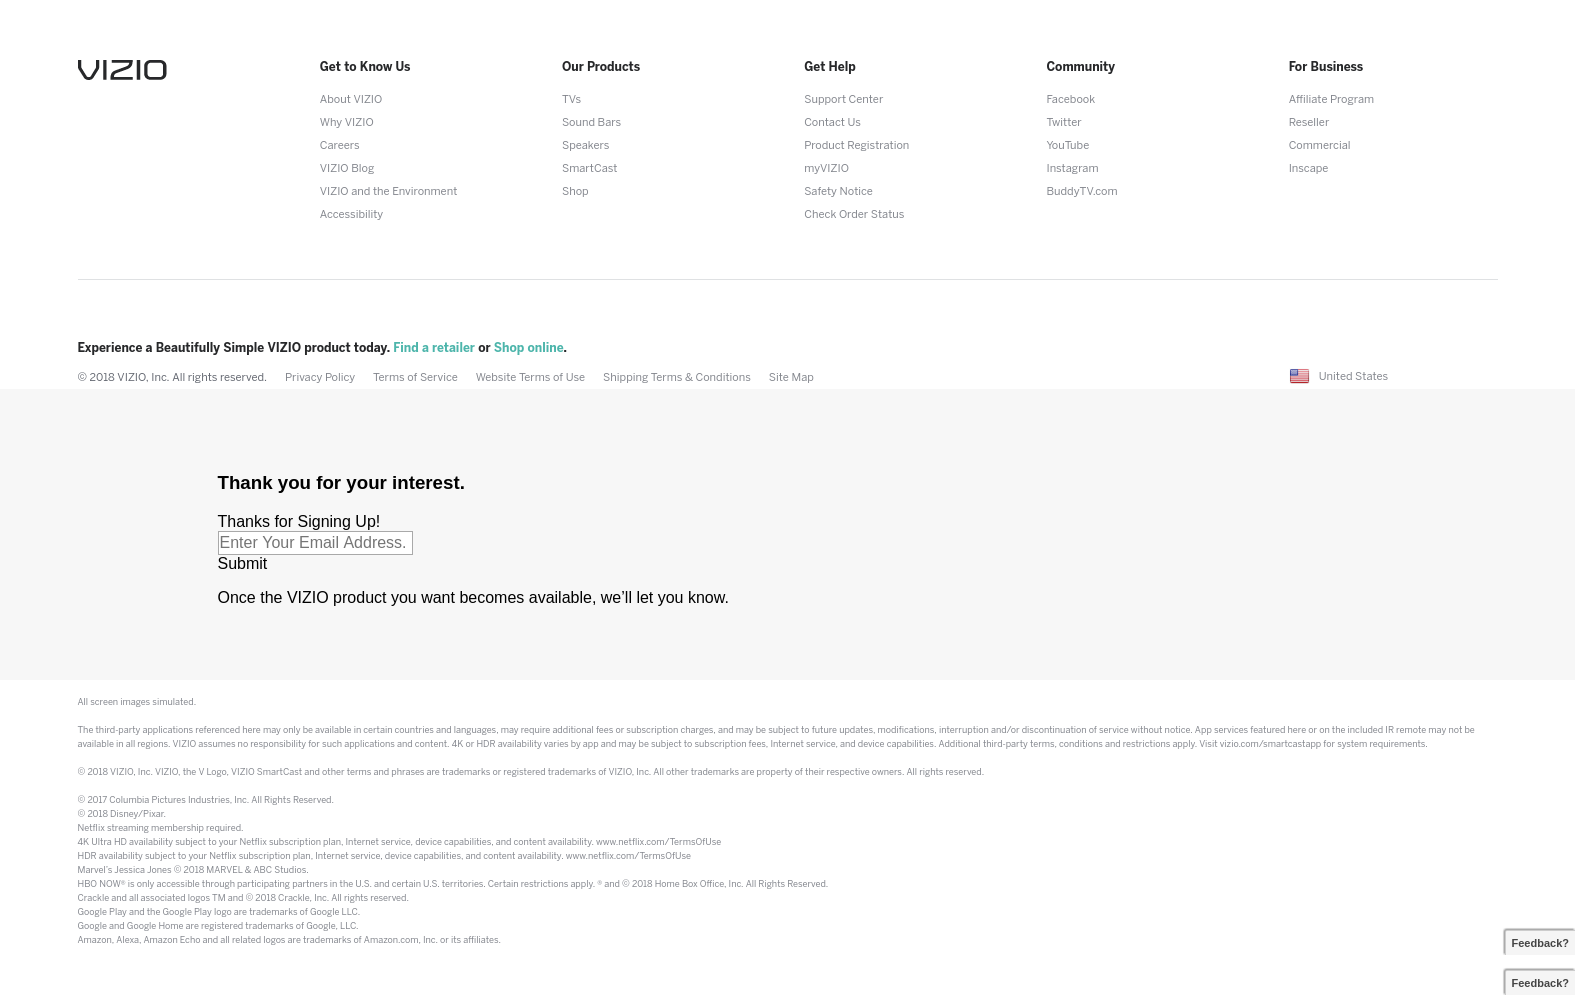 VIZIO
Get to Know Us
About VIZIO
Why VIZIO
Careers
VIZIO Blog
VIZIO and the Environment
Accessibility
Our Products
TVs
Sound Bars
Speakers
SmartCast
Shop
Get Help
Support Center
Contact Us
Product Registration
myVIZIO
Safety Notice
Check Order Status
Community
Facebook
Twitter
YouTube
Instagram
BuddyTV.com
For Business
Affiliate Program
Reseller
Commercial
Inscape
Experience a Beautifully Simple VIZIO product today. Find a retailer or Shop online.
© 2018 VIZIO, Inc. All rights reserved. Privacy Policy Terms of Service Website Terms of Use Shipping Terms & Conditions Site Map United States
Thank you for your interest.
Thanks for Signing Up!
Enter Your Email Address.
Submit
Once the VIZIO product you want becomes available, we’ll let you know.
All screen images simulated.
The third-party applications referenced here may only be available in certain countries and languages, may require additional fees or subscription charges, and may be subject to future updates, modifications, interruption and/or discontinuation of service without notice. App services featured here or on the included IR remote may not be
available in all regions. VIZIO assumes no responsibility for such applications and content. 4K or HDR availability varies by app and may be subject to subscription fees, Internet service, and device capabilities. Additional third-party terms, conditions and restrictions apply. Visit vizio.com/smartcastapp for system requirements.
© 2018 VIZIO, Inc. VIZIO, the V Logo, VIZIO SmartCast and other terms and phrases are trademarks or registered trademarks of VIZIO, Inc. All other trademarks are property of their respective owners. All rights reserved.
© 2017 Columbia Pictures Industries, Inc. All Rights Reserved.
© 2018 Disney/Pixar.
Netflix streaming membership required.
4K Ultra HD availability subject to your Netflix subscription plan, Internet service, device capabilities, and content availability. www.netflix.com/TermsOfUse
HDR availability subject to your Netflix subscription plan, Internet service, device capabilities, and content availability. www.netflix.com/TermsOfUse
Marvel’s Jessica Jones © 2018 MARVEL & ABC Studios.
HBO NOW® is only accessible through participating partners in the U.S. and certain U.S. territories. Certain restrictions apply. ® and © 2018 Home Box Office, Inc. All Rights Reserved.
Crackle and all associated logos TM and © 2018 Crackle, Inc. All rights reserved.
Google Play and the Google Play logo are trademarks of Google LLC.
Google and Google Home are registered trademarks of Google, LLC.
Amazon, Alexa, Amazon Echo and all related logos are trademarks of Amazon.com, Inc. or its affiliates.
Feedback?
Feedback?